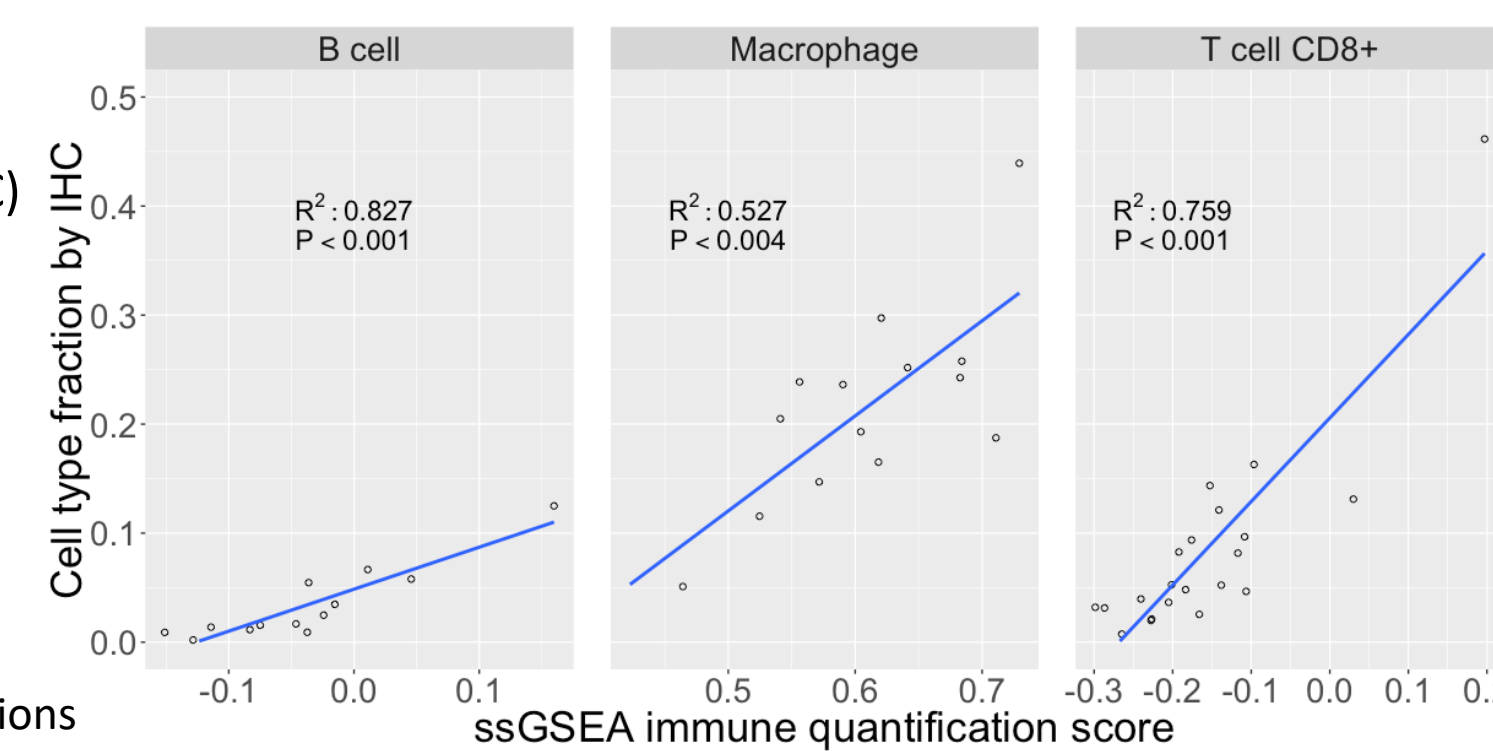 B cell
Macrophage
T cell CD8+
C)
Cell type fraction by IHC
0.5
0.4
0.3
0.2
0.1
0.0
R²: 0.827
P < 0.001
R²: 0.527
P < 0.004
R²: 0.759
P < 0.001
-0.1 0.0 0.1
0.5 0.6 0.7
-0.3 -0.2 -0.1 0.0 0.1 0.
ssGSEA immune quantification score
ions